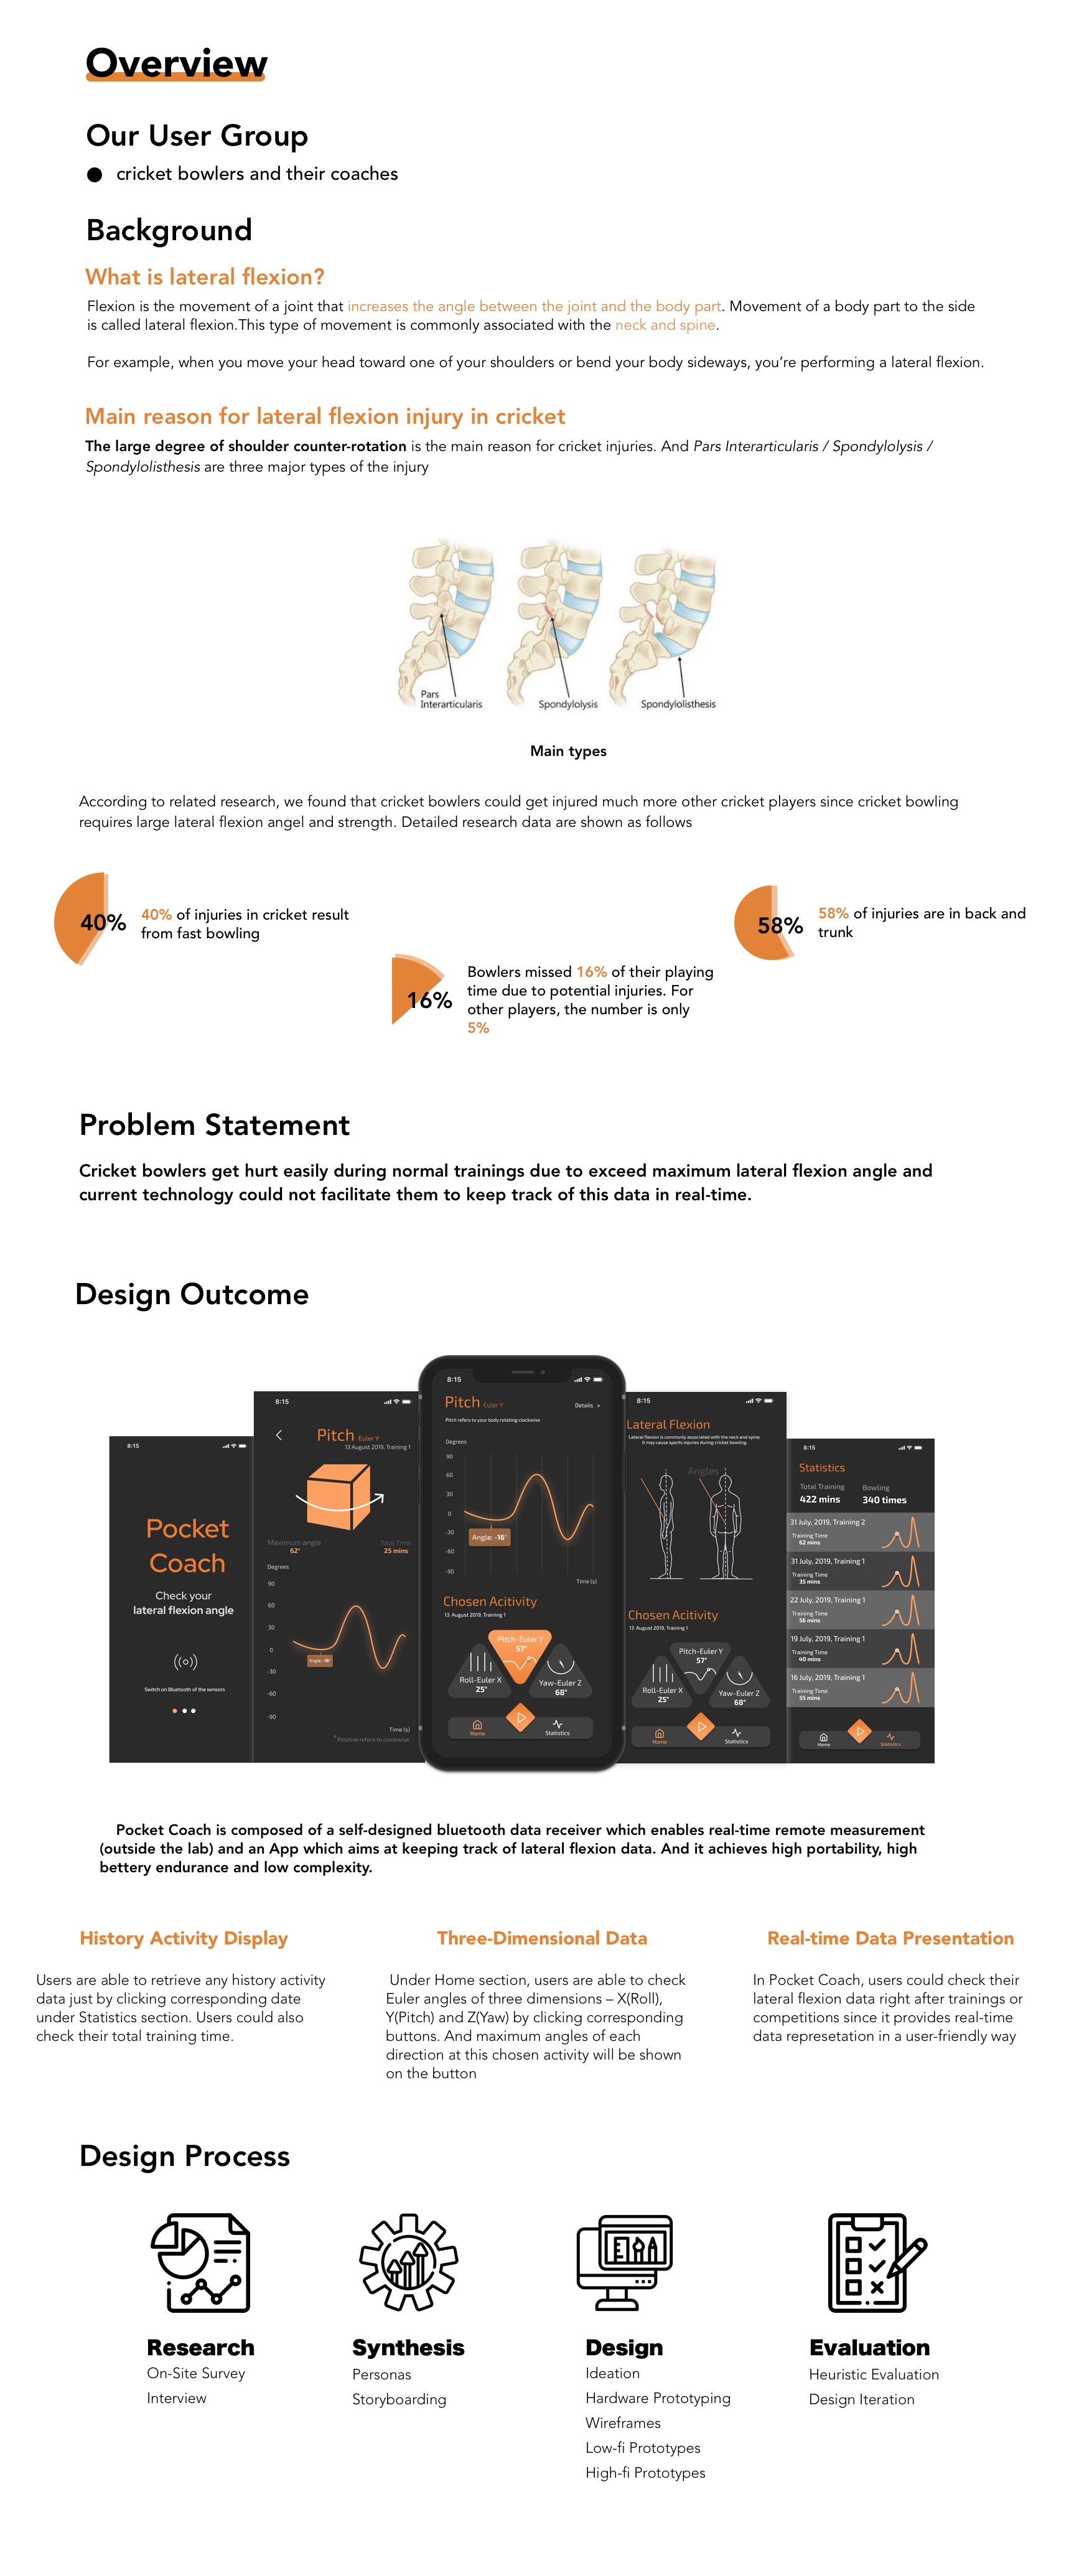 Overview
Our User Group
cricket bowlers and their coaches
Background
What is lateral flexion?
Flexion is the movement of a joint that increases the angle between the joint and the body part. Movement of a body part to the side
is called lateral flexion.This type of movement is commonly associated with the neck and spine.
For example, when you move your head toward one of your shoulders or bend your body sideways, you're performing a lateral flexion.
Main reason for lateral flexion injury in cricket
The large degree of shoulder counter-rotation is the main reason for cricket injuries. And Pars Interarticularis / Spondylolysis /
Spondylolisthesis are three major types of the injury
Pars
Interarticularis
Spondylolysis
Spondylolisthesis
Main types
According to related research, we found that cricket bowlers could get injured much more other cricket players since cricket bowling
requires large lateral flexion angel and strength. Detailed research data are shown as follows
40%
40% of injuries in cricket result
from fast bowling
16%
Bowlers missed 16% of their playing
time due to potential injuries. For
other players, the number is only
5%
58%
58% of injuries are in back and
trunk
Problem Statement
Cricket bowlers get hurt easily during normal trainings due to exceed maximum lateral flexion angle and
current technology could not facilitate them to keep track of this data in real-time.
Design Outcome
8:15
Pocket
Coach
Check your
lateral flexion angle
Switch on Bluetooth of the sensors
8:15
Pitch Euler Y
13 August 2019, Training 1
Maximum angle
62°
Total Time
25 mins
Degrees
90
60
30
0
-30
-60
-90
Angle: -16°
Time (s)
*Positive refers to clockwise
8:15
Pitch Euler Y
Details >
Pitch refers to your body rotating clockwise
Degrees
90
60
30
0
-30
-60
-90
Angle: -16°
Time (s)
Chosen Acitivity
13 August 2019, Training 1
Pitch-Euler Y
57°
Roll-Euler X
25°
Yaw-Euler Z
68°
Home
Statistics
8:15
Lateral Flexion
Lateral flexion is commonly associated with the neck and spine.
It may cause sports injuries during cricket bowling.
Angles
Chosen Acitivity
13 August 2019, Training 1
Pitch-Euler Y
57°
Roll-Euler X
25°
Yaw-Euler Z
68°
Home
Statistics
8:15
Statistics
Total Training
422 mins
Bowling
340 times
31 July, 2019, Training 2
Training Time
62 mins
31 July, 2019, Training 1
Training Time
35 mins
22 July, 2019, Training 1
Training Time
56 mins
19 July, 2019, Training 1
Training Time
40 mins
16 July, 2019, Training 1
Training Time
55 mins
Home
Statistics
Pocket Coach is composed of a self-designed bluetooth data receiver which enables real-time remote measurement
(outside the lab) and an App which aims at keeping track of lateral flexion data. And it achieves high portability, high
bettery endurance and low complexity.
History Activity Display
Users are able to retrieve any history activity
data just by clicking corresponding date
under Statistics section. Users could also
check their total training time.
Three-Dimensional Data
Under Home section, users are able to check
Euler angles of three dimensions – X(Roll),
Y(Pitch) and Z(Yaw) by clicking corresponding
buttons. And maximum angles of each
direction at this chosen activity will be shown
on the button
Real-time Data Presentation
In Pocket Coach, users could check their
lateral flexion data right after trainings or
competitions since it provides real-time
data represetation in a user-friendly way
Design Process
Research
On-Site Survey
Interview
Synthesis
Personas
Storyboarding
Design
Ideation
Hardware Prototyping
Wireframes
Low-fi Prototypes
High-fi Prototypes
Evaluation
Heuristic Evaluation
Design Iteration